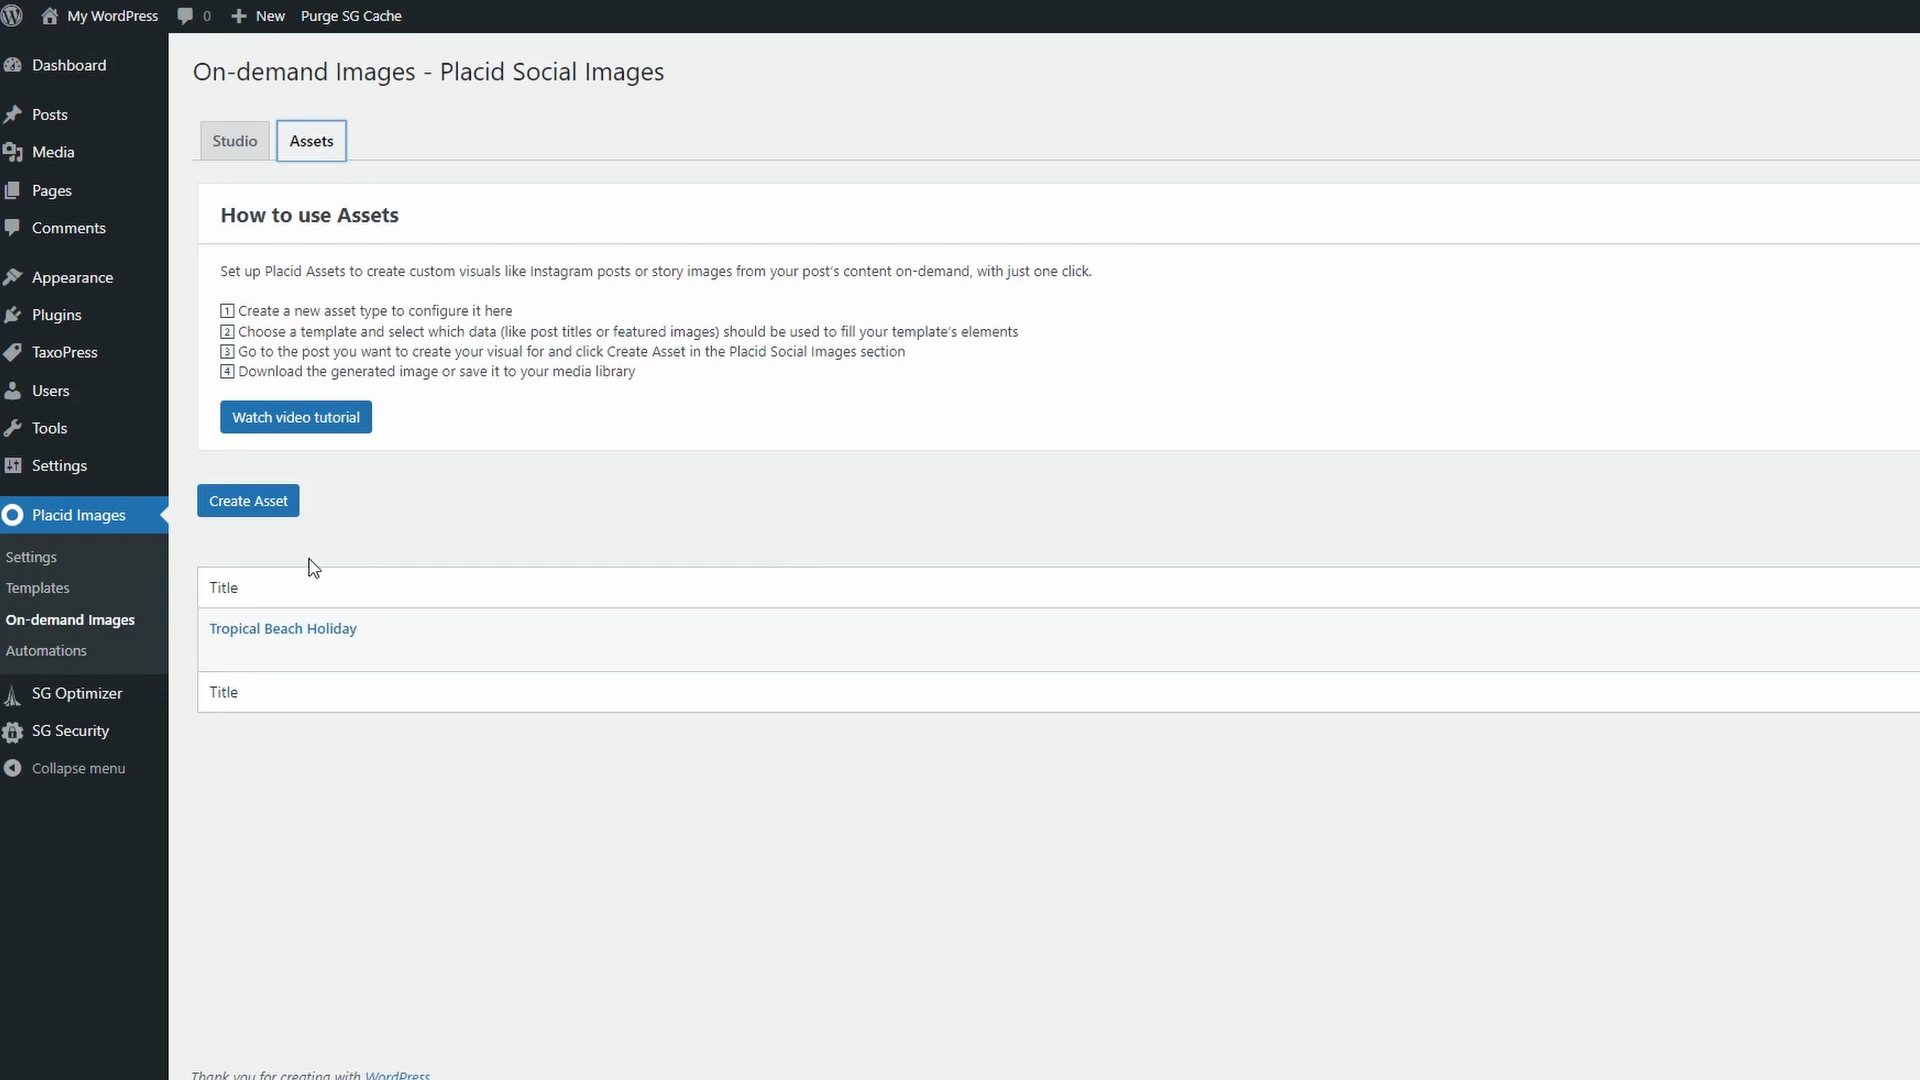 My WordPress 0 New Purge SG Cache
Dashboard
Posts
Media
Pages
Comments
Appearance
Plugins
TaxoPress
Users
Tools
Settings
Placid Images
Settings
Templates
On-demand Images
Automations
SG Optimizer
SG Security
Collapse menu
On-demand Images - Placid Social Images
Studio Assets
How to use Assets
Set up Placid Assets to create custom visuals like Instagram posts or story images from your post's content on-demand, with just one click.
1 Create a new asset type to configure it here
2 Choose a template and select which data (like post titles or featured images) should be used to fill your template's elements
3 Go to the post you want to create your visual for and click Create Asset in the Placid Social Images section
4 Download the generated image or save it to your media library
Watch video tutorial
Create Asset
Title
Tropical Beach Holiday
Title
Thank you for creating with WordPress